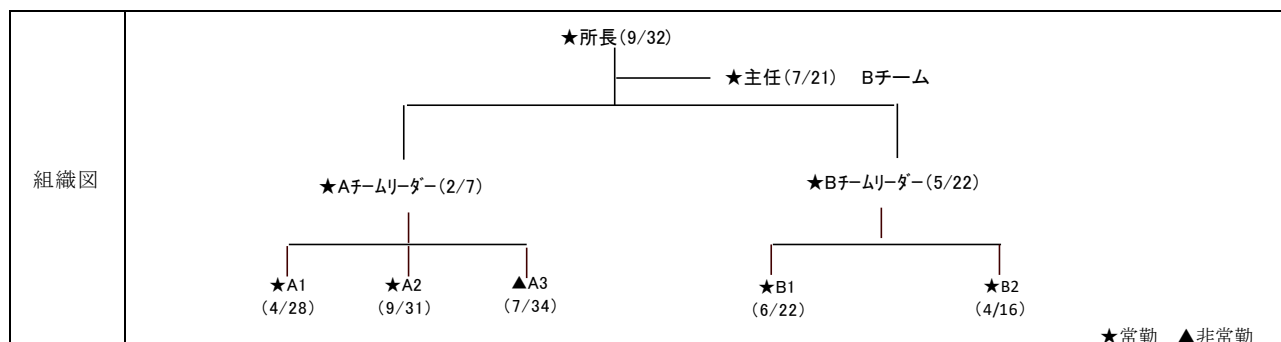 組織図
★所長(9/32)
★主任(7/21) Bチーム
★Aチームリーダー(2/7)
★Bチームリーダー(5/22)
★A1
(4/28)
★A2
(9/31)
▲A3
(7/34)
★B1
(6/22)
★B2
(4/16)
★常勤 ▲非常勤